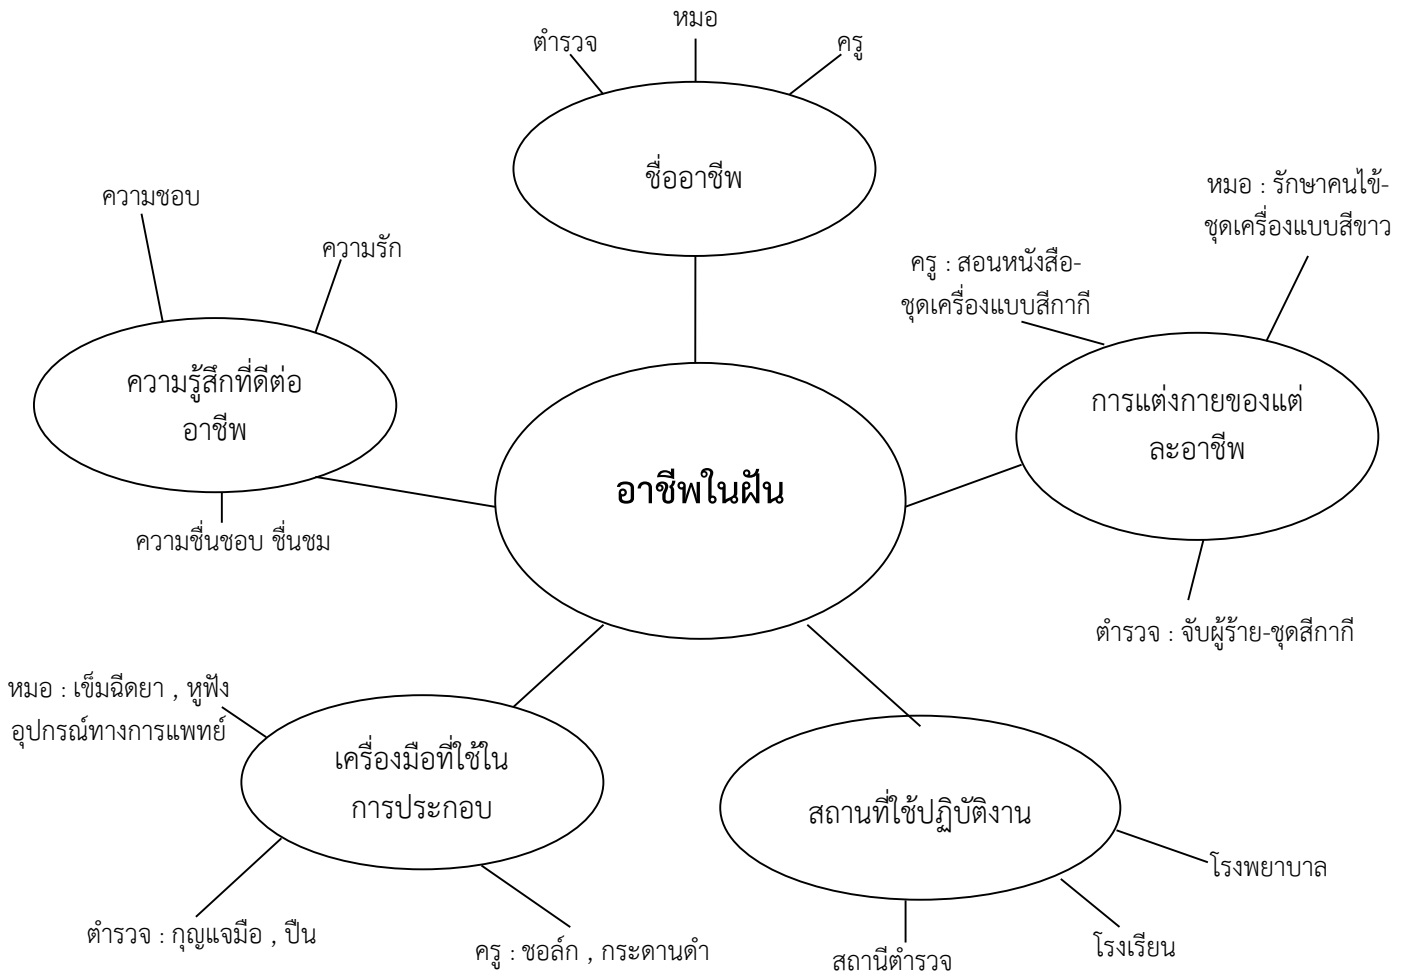 หมอ
ตำรวจ
ครู
ชื่ออาชีพ
ความชอบ
ความรัก
ความรู้สึกที่ดีต่อ
อาชีพ
ความชื่นชอบ ชื่นชม
หมอ : รักษาคนไข้-
ชุดเครื่องแบบสีขาว
ครู : สอนหนังสือ-
ชุดเครื่องแบบสีกากี
การแต่งกายของแต่
ละอาชีพ
ตำรวจ : จับผู้ร้าย-ชุดสีกากี
อาชีพในฝัน
หมอ : เข็มฉีดยา , หูฟัง
อุปกรณ์ทางการแพทย์
เครื่องมือที่ใช้ใน
การประกอบ
ตำรวจ : กุญแจมือ , ปืน
ครู : ชอล์ก , กระดานดำ
สถานที่ใช้ปฏิบัติงาน
โรงพยาบาล
โรงเรียน
สถานีตำรวจ